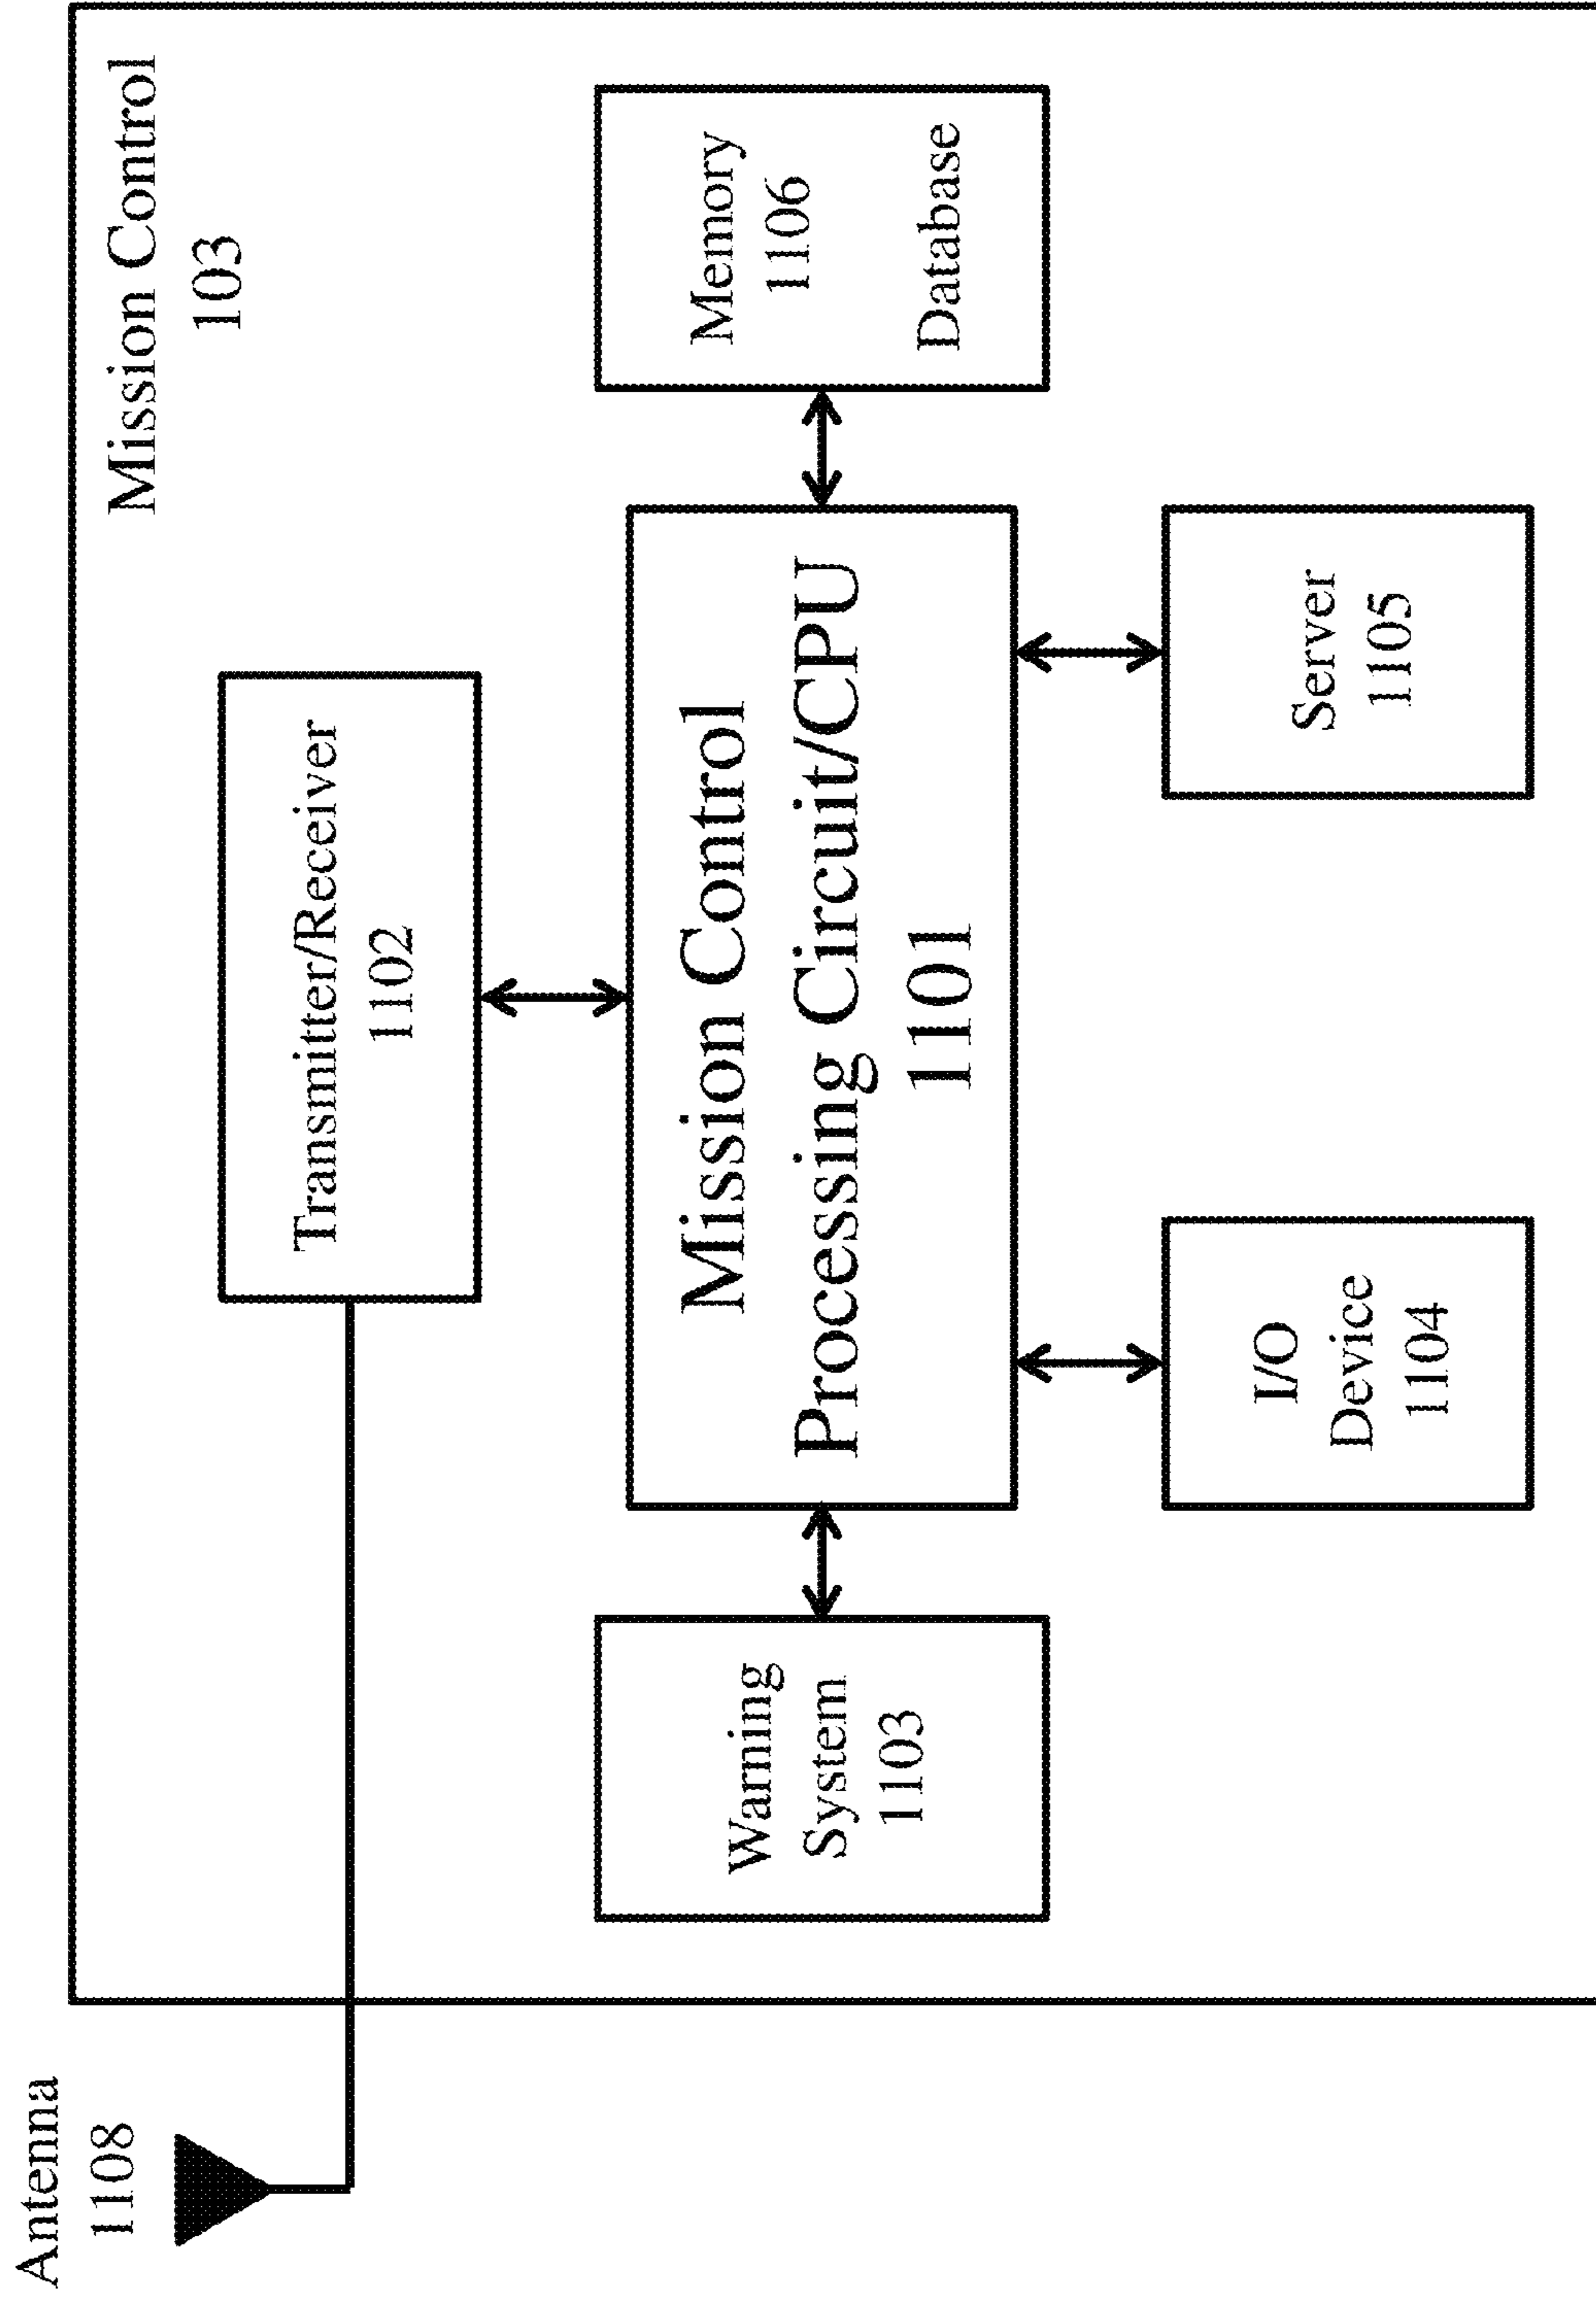 Antenna
1108
Mission Control
103
Transmitter/Receiver
1102
Warning
System
1103
Mission Control
Processing Circuit/CPU
1101
Memory
1106
Database
I/O
Device
1104
Server
1105